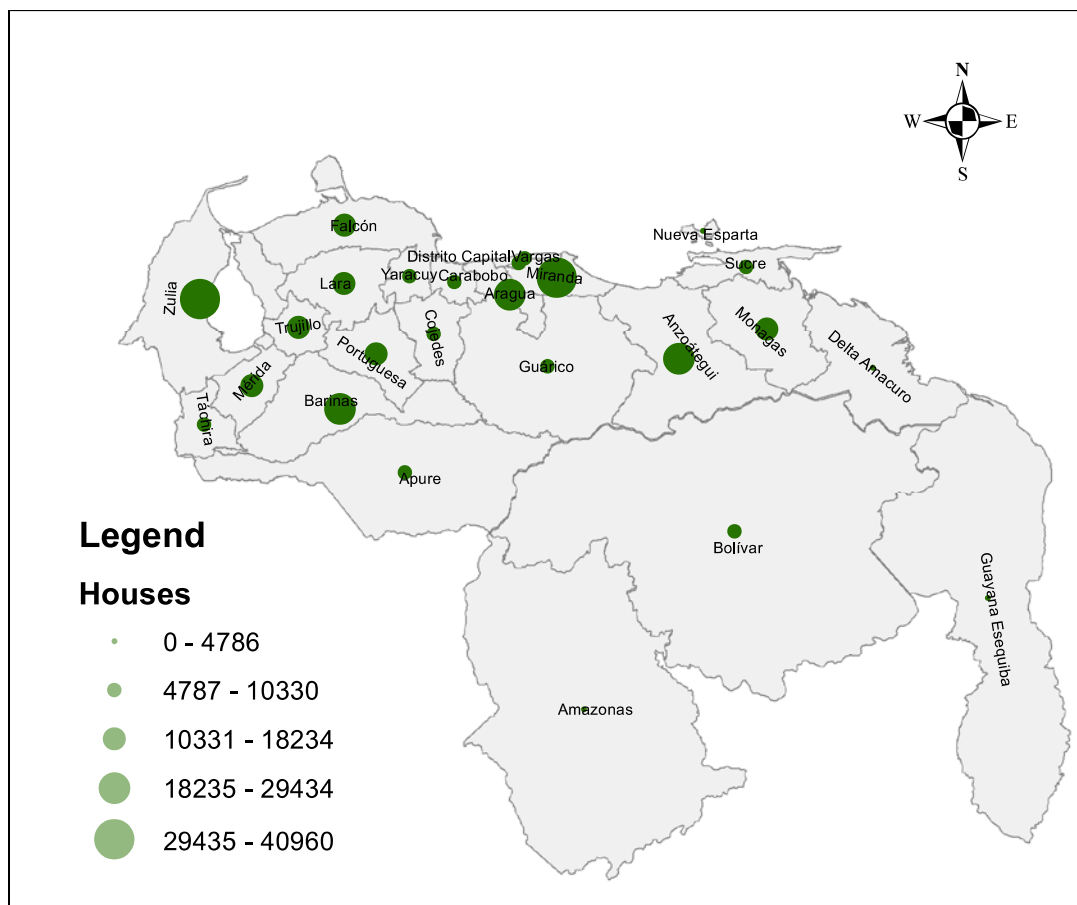 N
W
E
S
Nueva Esparta
Falcón
Distrito Capital
Vargas
Sucre
Yaracuy
Carabobo
Miranda
Lara
Aragua
Zulia
Trujillo
Cojedes
Monagas
Portuguesa
Anzoátegui
Guárico
Delta Amacuro
Mérida
Barinas
Táchira
Apure
Bolívar
Guayana Esequiba
Amazonas
Legend
Houses
0 - 4786
4787 - 10330
10331 - 18234
18235 - 29434
29435 - 40960